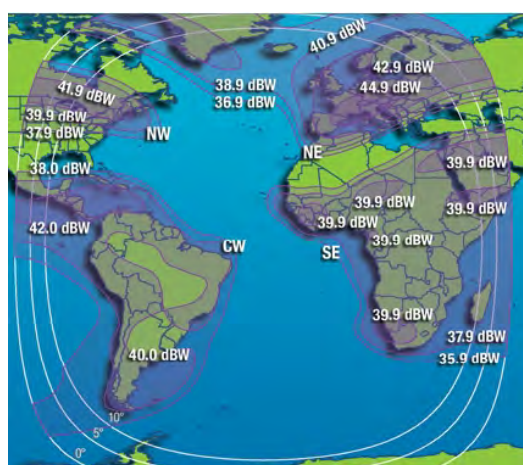 40.9 dBW
42.9 dBW
44.9 dBW
41.9 dBW
38.9 dBW
36.9 dBW
39.9 dBW
37.9 dBW
NW
NE
38.0 dBW
39.9 dBW
39.9 dBW
39.9 dBW
42.0 dBW
39.9 dBW
CW
SE
39.9 dBW
39.9 dBW
40.0 dBW
37.9 dBW
35.9 dBW
10°
5°
0°